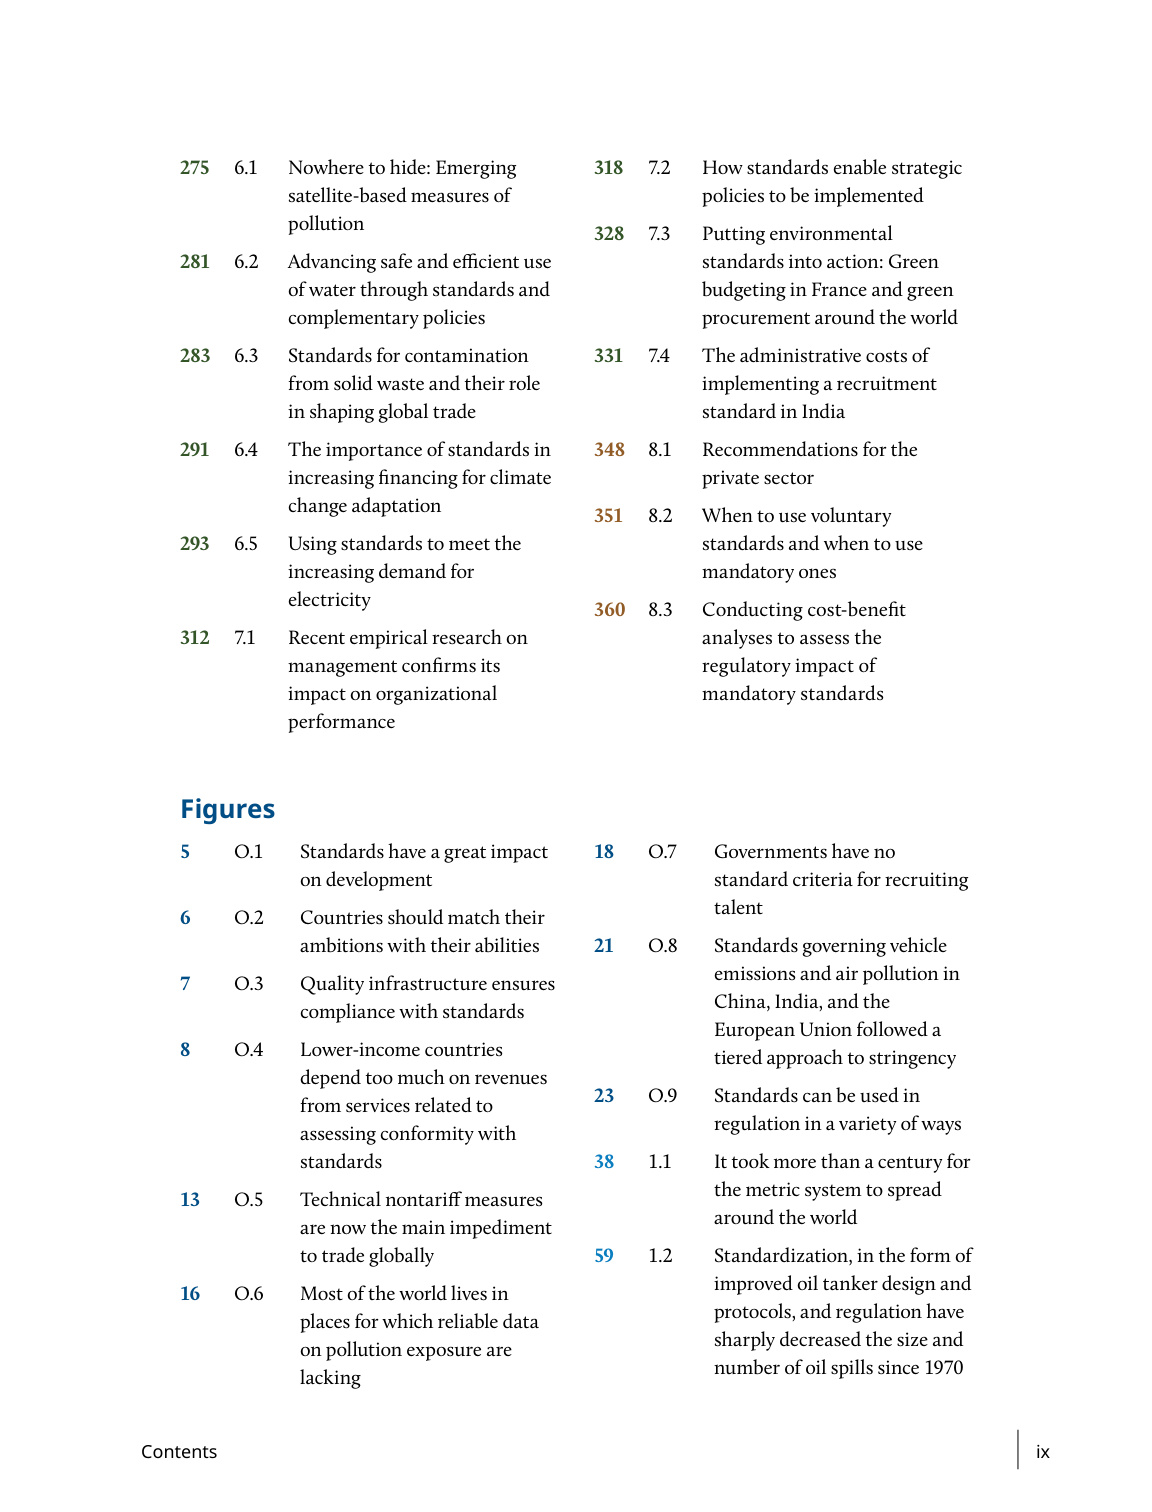 275 6.1 Nowhere to hide: Emerging
satellite-based measures of
pollution
281 6.2 Advancing safe and efficient use
of water through standards and
complementary policies
283 6.3 Standards for contamination
from solid waste and their role
in shaping global trade
291 6.4 The importance of standards in
increasing financing for climate
change adaptation
293 6.5 Using standards to meet the
increasing demand for
electricity
312 7.1 Recent empirical research on
management confirms its
impact on organizational
performance
318 7.2 How standards enable strategic
policies to be implemented
328 7.3 Putting environmental
standards into action: Green
budgeting in France and green
procurement around the world
331 7.4 The administrative costs of
implementing a recruitment
standard in India
348 8.1 Recommendations for the
private sector
351 8.2 When to use voluntary
standards and when to use
mandatory ones
360 8.3 Conducting cost-benefit
analyses to assess the
regulatory impact of
mandatory standards
Figures
5 O.1 Standards have a great impact
on development
6 O.2 Countries should match their
ambitions with their abilities
7 O.3 Quality infrastructure ensures
compliance with standards
8 O.4 Lower-income countries
depend too much on revenues
from services related to
assessing conformity with
standards
13 O.5 Technical nontariff measures
are now the main impediment
to trade globally
16 O.6 Most of the world lives in
places for which reliable data
on pollution exposure are
lacking
18 O.7 Governments have no
standard criteria for recruiting
talent
21 O.8 Standards governing vehicle
emissions and air pollution in
China, India, and the
European Union followed a
tiered approach to stringency
23 O.9 Standards can be used in
regulation in a variety of ways
38 1.1 It took more than a century for
the metric system to spread
around the world
59 1.2 Standardization, in the form of
improved oil tanker design and
protocols, and regulation have
sharply decreased the size and
number of oil spills since 1970
Contents ix